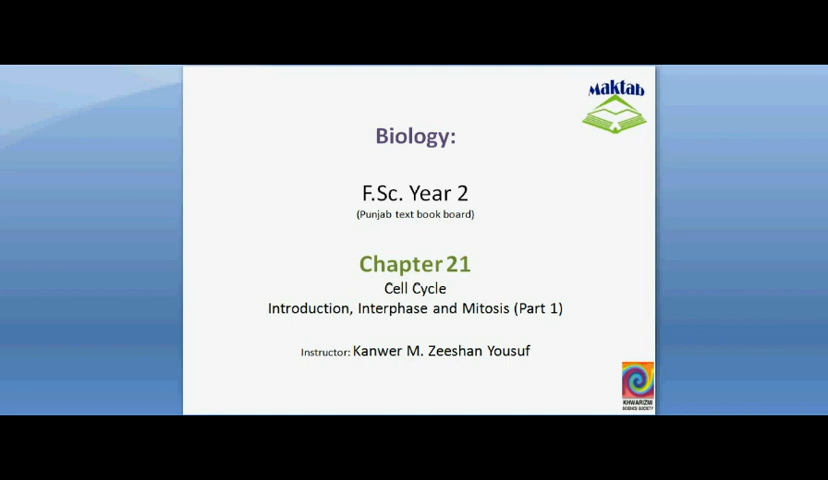 Maktab
Biology:
F.Sc. Year 2
(Punjab text book board)
Chapter 21
Cell Cycle
Introduction, Interphase and Mitosis (Part 1)
Instructor: Kanwer M. Zeeshan Yousuf
KHWARIZMI
SCIENCE SOCIETY